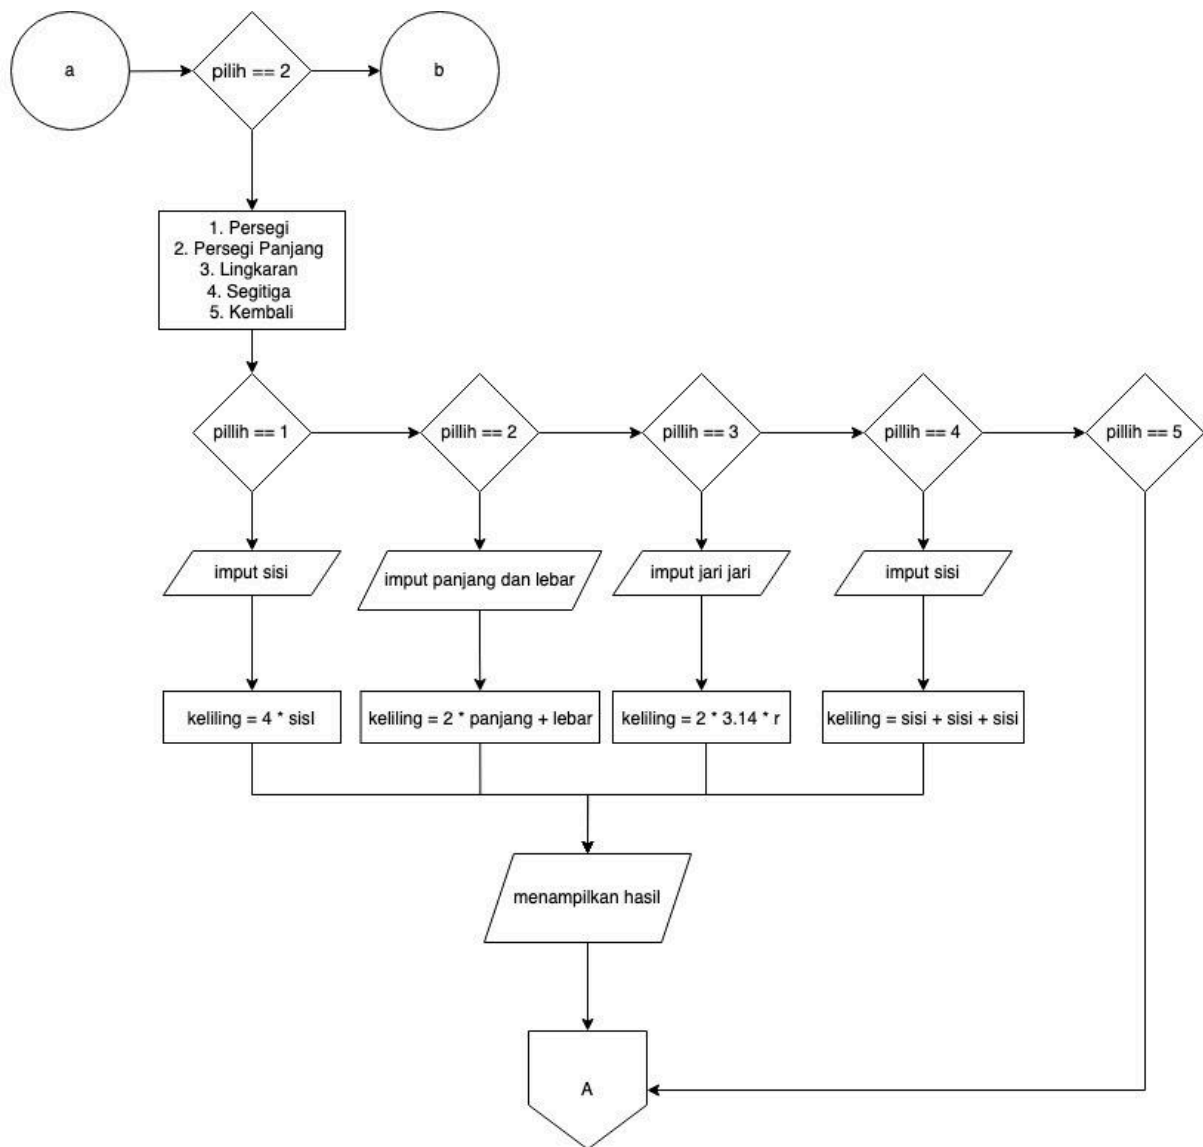 a
pilih == 2
b
1. Persegi
2. Persegi Panjang
3. Lingkaran
4. Segitiga
5. Kembali
pillih == 1
pillih == 2
pillih == 3
pillih == 4
pillih == 5
imput sisi
imput panjang dan lebar
imput jari jari
imput sisi
keliling = 4 * sisI
keliling = 2 * panjang + lebar
keliling = 2 * 3.14 * r
keliling = sisi + sisi + sisi
menampilkan hasil
A